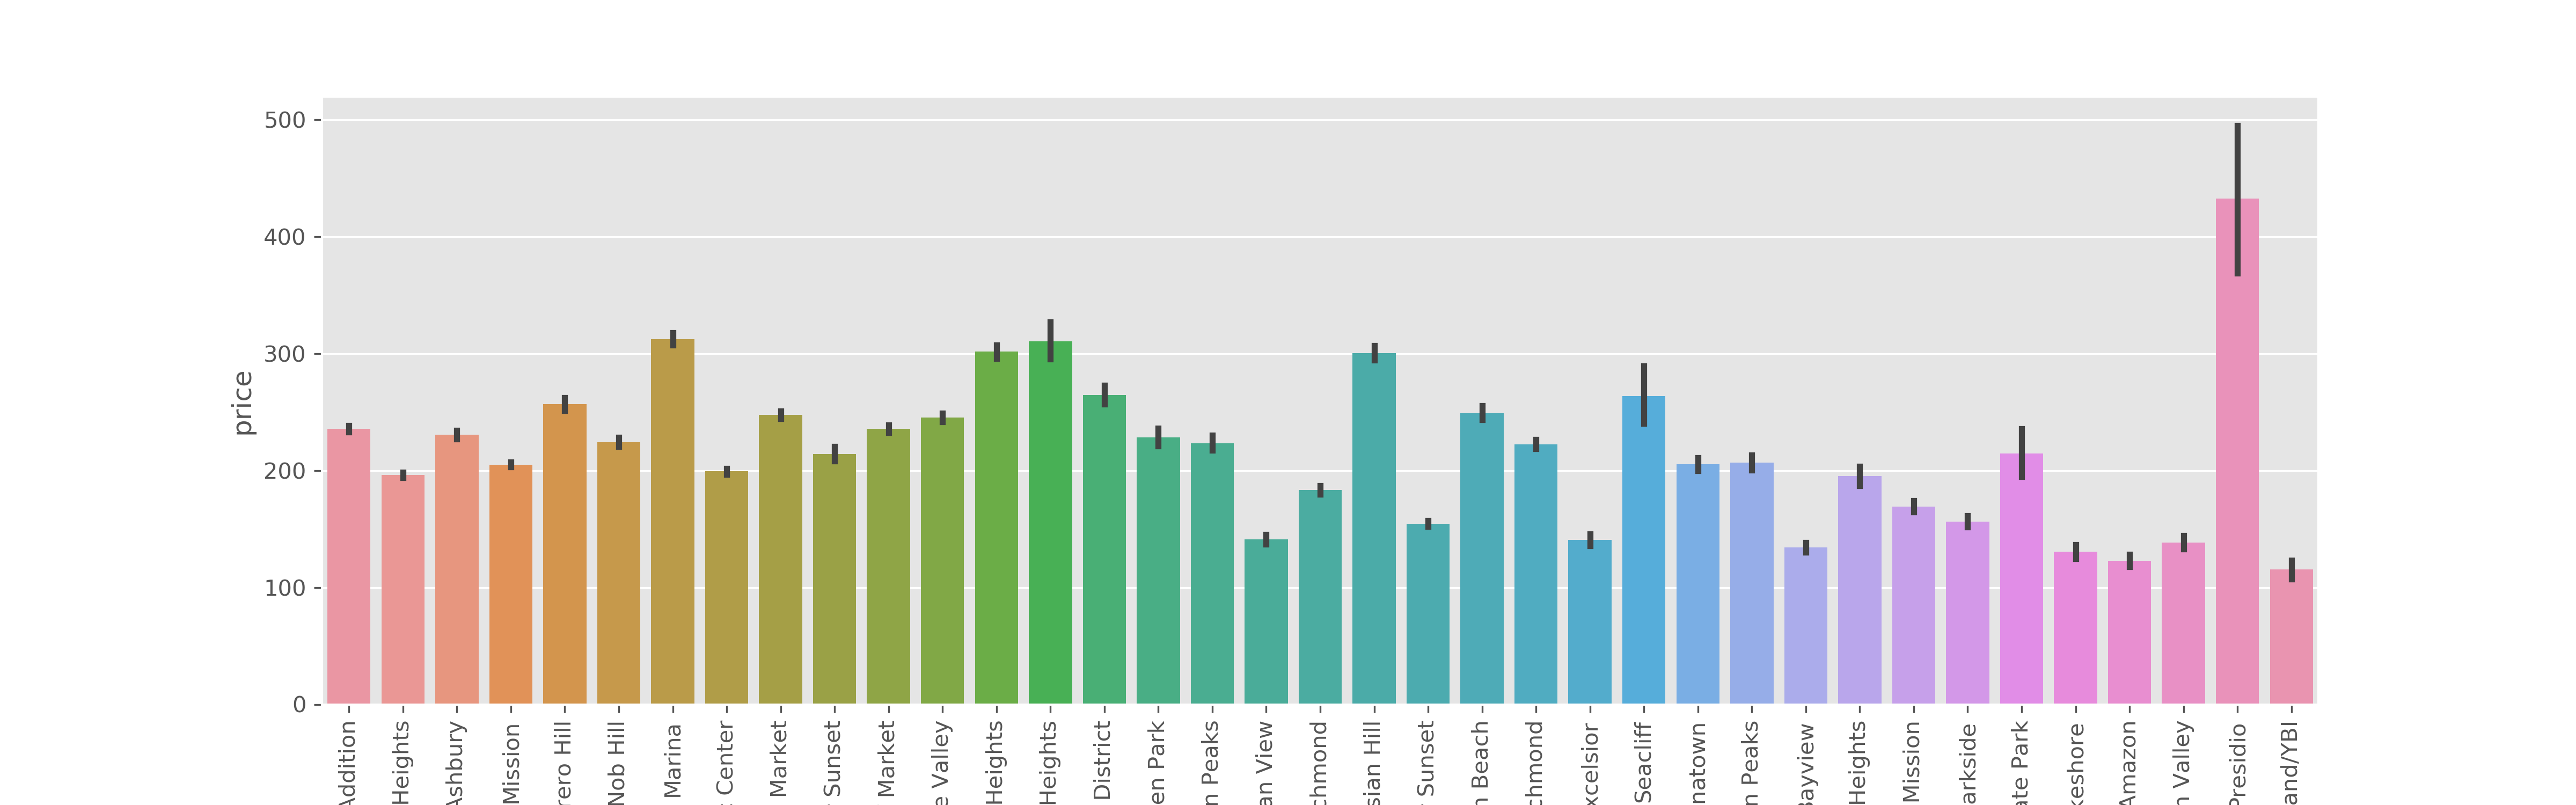 500
400
300
200
100
0
price
Addition
Heights
Ashbury
Mission
rero Hill
Nob Hill
Marina
Center
Market
Sunset
Market
e Valley
Heights
Heights
District
en Park
n Peaks
an View
chmond
sian Hill
Sunset
n Beach
chmond
xcelsior
Seacliff
natown
n Peaks
Bayview
Heights
Mission
arkside
ate Park
keshore
Amazon
n Valley
Presidio
and/YBI